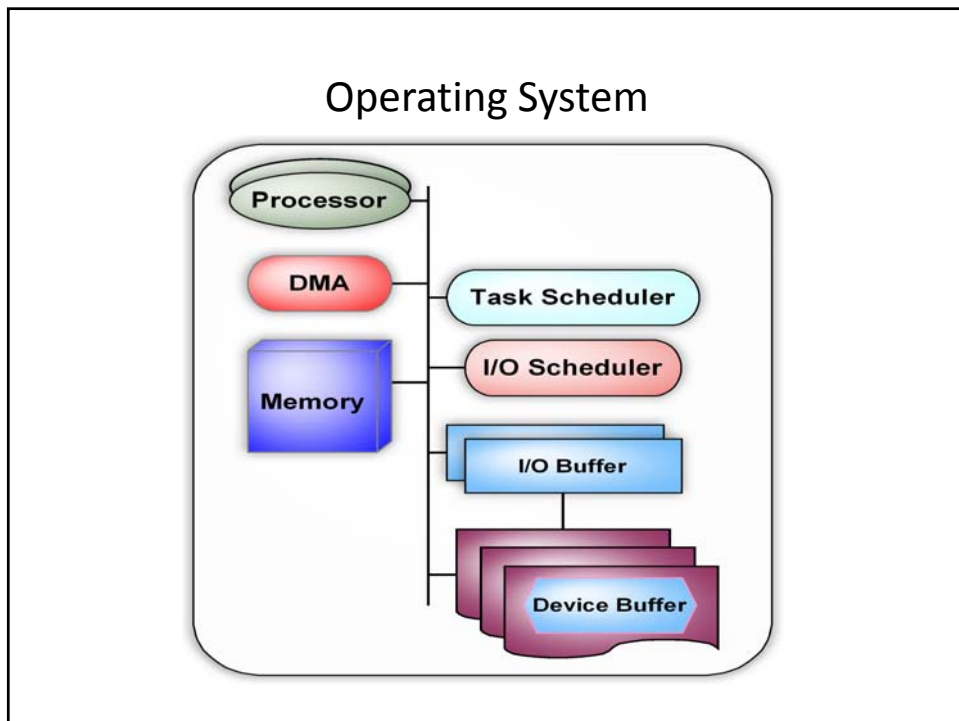 Operating System
Processor
DMA
Task Scheduler
I/O Scheduler
Memory
I/O Buffer
Device Buffer